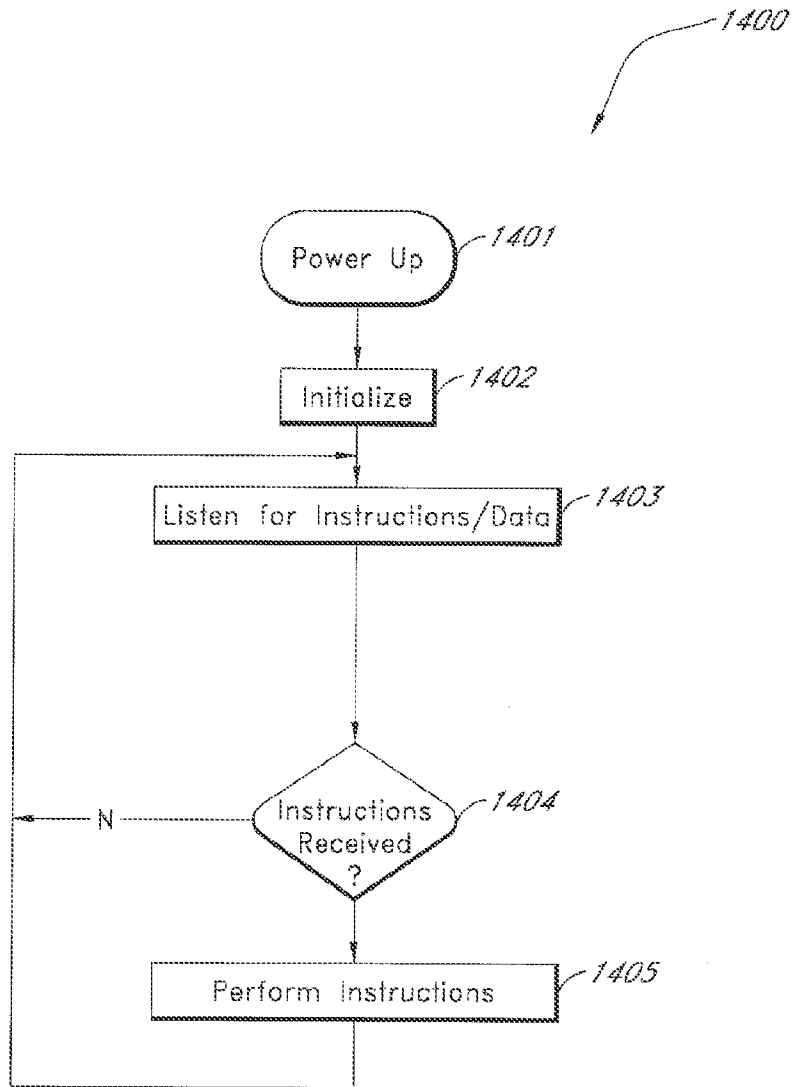 1400
Power Up
1401
Initialize
1402
Listen for Instructions/Data
1403
Instructions
Received
?
1404
N
Perform Instructions
1405